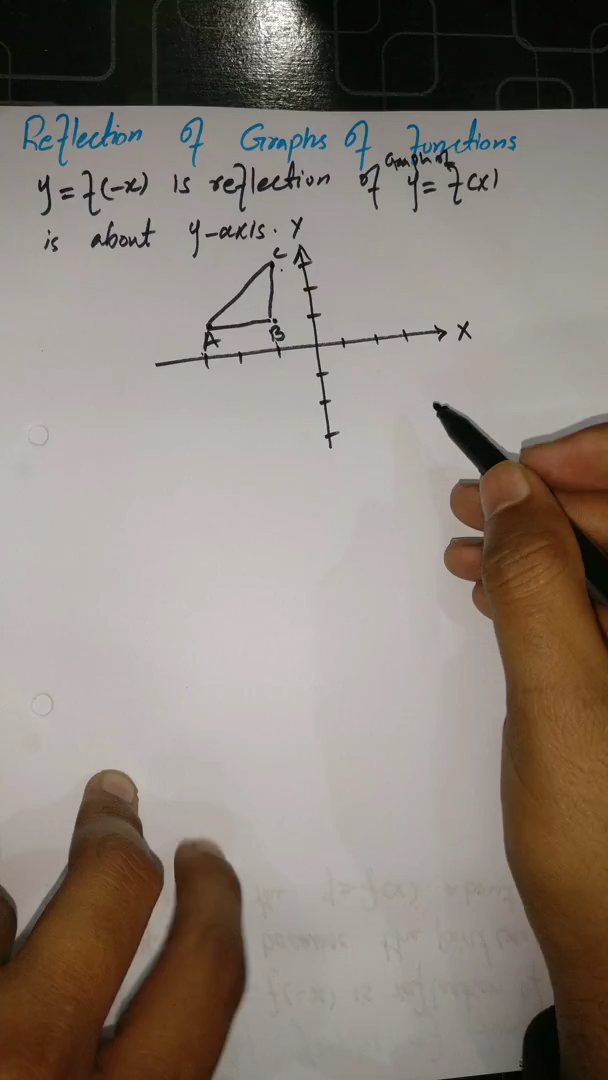 Reflection of Graphs of Functions
y = f(-x) is reflection of graph of y = f(x)
is about y-axis.
Y
C
A B
X